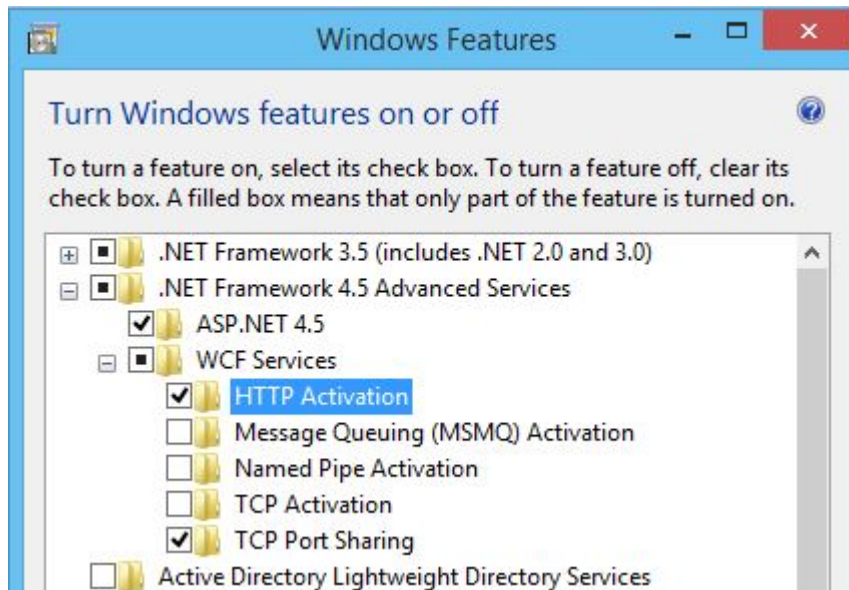 Windows Features
Turn Windows features on or off
To turn a feature on, select its check box. To turn a feature off, clear its
check box. A filled box means that only part of the feature is turned on.
.NET Framework 3.5 (includes .NET 2.0 and 3.0)
.NET Framework 4.5 Advanced Services
ASP.NET 4.5
WCF Services
HTTP Activation
Message Queuing (MSMQ) Activation
Named Pipe Activation
TCP Activation
TCP Port Sharing
Active Directory Lightweight Directory Services